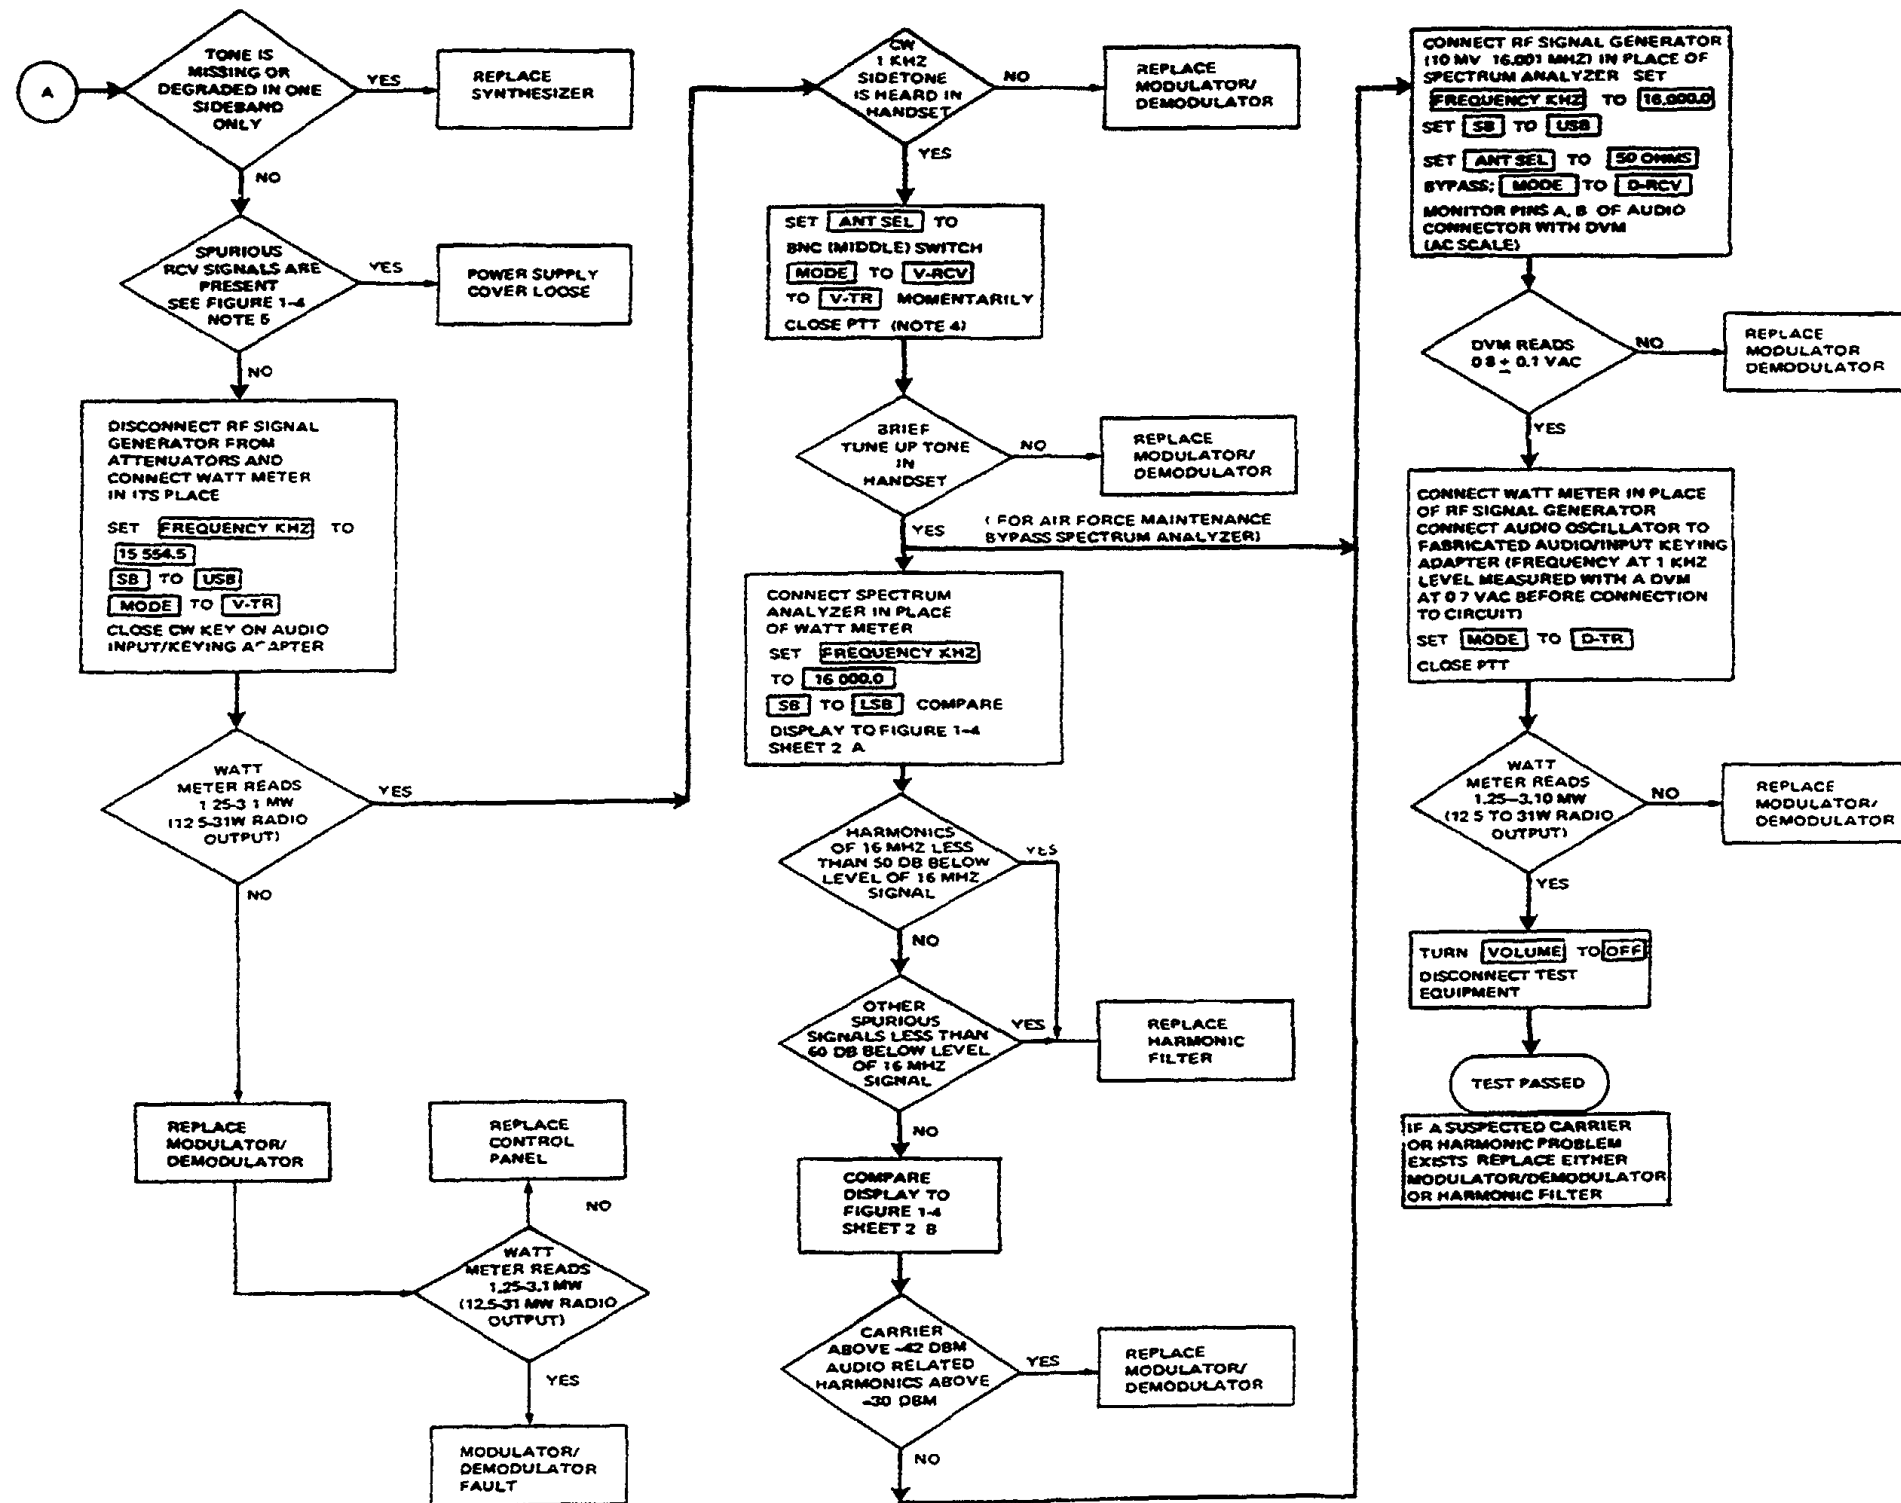 A
TONE IS
MISSING OR
DEGRADED IN ONE
SIDEBAND
ONLY
YES
REPLACE
SYNTHESIZER
NO
SPURIOUS
RCV SIGNALS ARE
PRESENT
SEE FIGURE 1-4
NOTE 5
YES
POWER SUPPLY
COVER LOOSE
NO
DISCONNECT RF SIGNAL
GENERATOR FROM
ATTENUATORS AND
CONNECT WATT METER
IN ITS PLACE
SET FREQUENCY KHZ TO
15 554.5
SB TO USB
MODE TO V-TR
CLOSE CW KEY ON AUDIO
INPUT/KEYING ADAPTER
WATT
METER READS
1 25-3 1 MW
(12 5-31W RADIO
OUTPUT)
YES
NO
REPLACE
MODULATOR/
DEMODULATOR
REPLACE
CONTROL
PANEL
NO
WATT
METER READS
1.25-3.1 MW
(12.5-31 MW RADIO
OUTPUT)
YES
MODULATOR/
DEMODULATOR
FAULT
CW
1 KHZ
SIDETONE
IS HEARD IN
HANDSET
NO
REPLACE
MODULATOR/
DEMODULATOR
YES
SET ANT SEL TO
BNC (MIDDLE) SWITCH
MODE TO V-RCV
TO V-TR MOMENTARILY
CLOSE PTT (NOTE 4)
BRIEF
TUNE UP TONE
IN
HANDSET
NO
REPLACE
MODULATOR/
DEMODULATOR
YES
( FOR AIR FORCE MAINTENANCE
BYPASS SPECTRUM ANALYZER)
CONNECT SPECTRUM
ANALYZER IN PLACE
OF WATT METER
SET FREQUENCY KHZ
TO 16 000.0
SB TO LSB COMPARE
DISPLAY TO FIGURE 1-4
SHEET 2 A
HARMONICS
OF 16 MHZ LESS
THAN 50 DB BELOW
LEVEL OF 16 MHZ
SIGNAL
YES
NO
OTHER
SPURIOUS
SIGNALS LESS THAN
60 DB BELOW LEVEL
OF 16 MHZ
SIGNAL
YES
REPLACE
HARMONIC
FILTER
NO
COMPARE
DISPLAY TO
FIGURE 1-4
SHEET 2 B
CARRIER
ABOVE -42 DBM
AUDIO RELATED
HARMONICS ABOVE
-30 DBM
YES
REPLACE
MODULATOR/
DEMODULATOR
NO
CONNECT RF SIGNAL GENERATOR
(10 MV 16.001 MHZ) IN PLACE OF
SPECTRUM ANALYZER SET
FREQUENCY KHZ TO 16,000.0
SET SB TO USB
SET ANT SEL TO 50 OHMS
BYPASS; MODE TO D-RCV
MONITOR PINS A, B OF AUDIO
CONNECTOR WITH DVM
(AC SCALE)
DVM READS
0 8 ± 0.1 VAC
NO
REPLACE
MODULATOR
DEMODULATOR
YES
CONNECT WATT METER IN PLACE
OF RF SIGNAL GENERATOR
CONNECT AUDIO OSCILLATOR TO
FABRICATED AUDIO/INPUT KEYING
ADAPTER (FREQUENCY AT 1 KHZ
LEVEL MEASURED WITH A DVM
AT 0 7 VAC BEFORE CONNECTION
TO CIRCUIT)
SET MODE TO D-TR
CLOSE PTT
WATT
METER READS
1.25-3.10 MW
(12 5 TO 31W RADIO
OUTPUT)
NO
REPLACE
MODULATOR/
DEMODULATOR
YES
TURN VOLUME TO OFF
DISCONNECT TEST
EQUIPMENT
TEST PASSED
IF A SUSPECTED CARRIER
OR HARMONIC PROBLEM
EXISTS REPLACE EITHER
MODULATOR/DEMODULATOR
OR HARMONIC FILTER